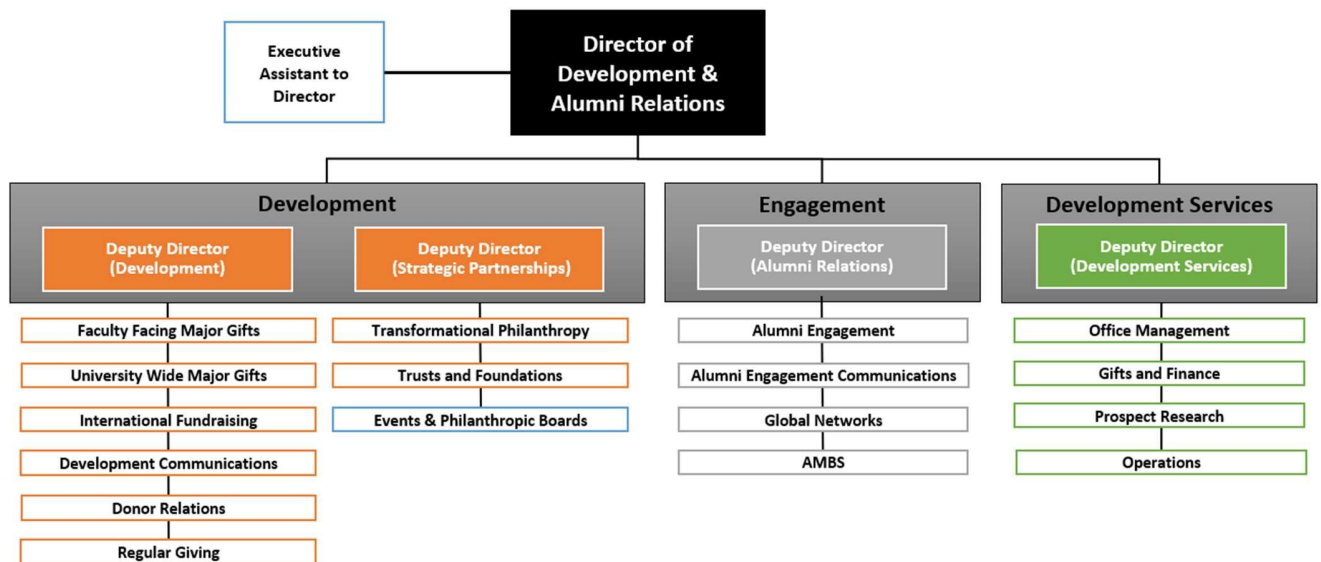 Executive
Assistant to
Director
Director of
Development &
Alumni Relations
Development
Deputy Director
(Development)
Faculty Facing Major Gifts
University Wide Major Gifts
International Fundraising
Development Communications
Donor Relations
Regular Giving
Deputy Director
(Strategic Partnerships)
Transformational Philanthropy
Trusts and Foundations
Events & Philanthropic Boards
Engagement
Deputy Director
(Alumni Relations)
Alumni Engagement
Alumni Engagement Communications
Global Networks
AMBS
Development Services
Deputy Director
(Development Services)
Office Management
Gifts and Finance
Prospect Research
Operations